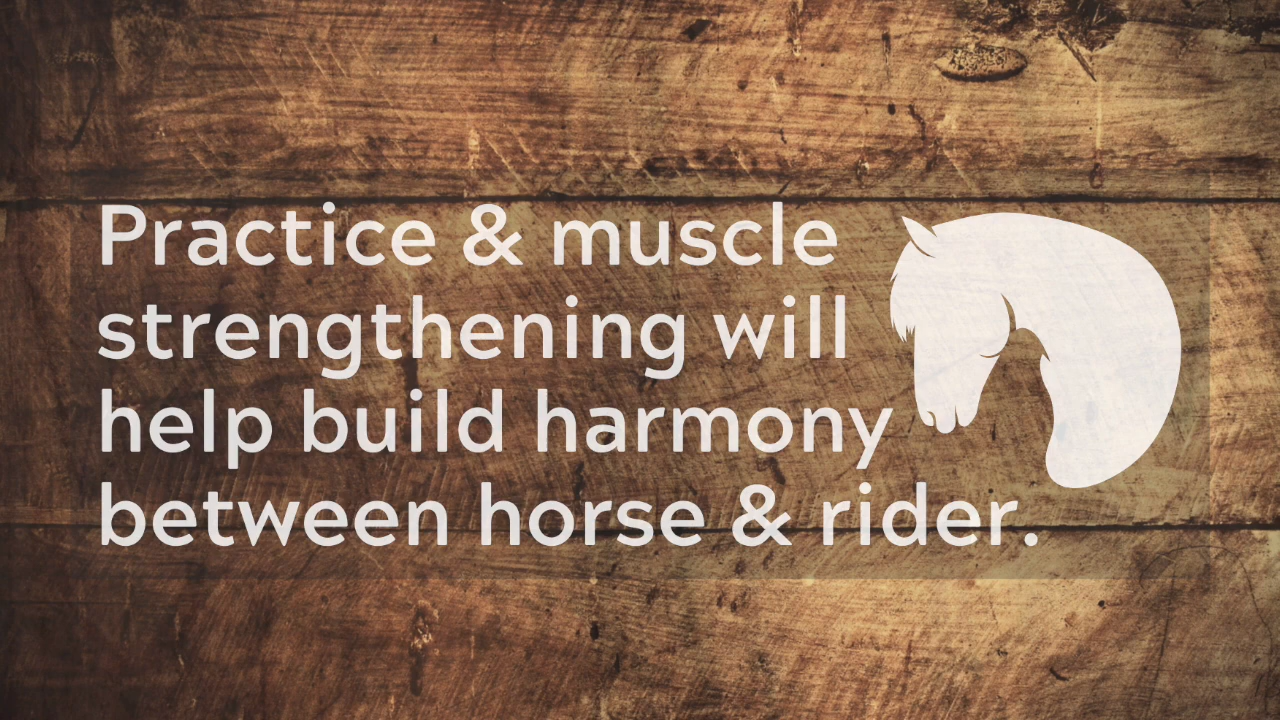 Practice & muscle
strengthening will
help build harmony
between horse & rider.